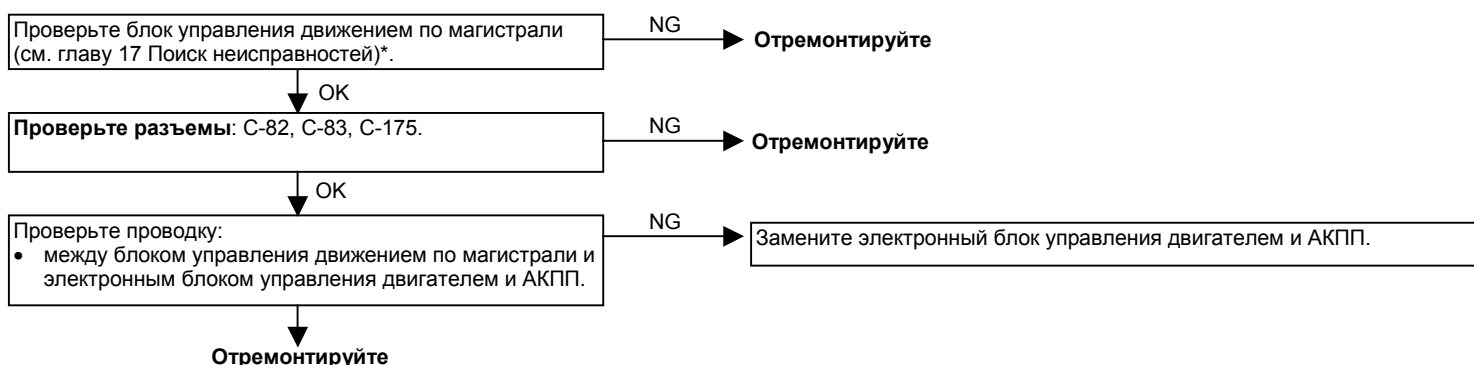 Проверьте блок управления движением по магистрали
(см. главу 17 Поиск неисправностей)*.
NG
Отремонтируйте
OK
Проверьте разъемы: C-82, C-83, C-175.
NG
Отремонтируйте
OK
Проверьте проводку:
• между блоком управления движением по магистрали и
электронным блоком управления двигателем и АКПП.
NG
Замените электронный блок управления двигателем и АКПП.
Отремонтируйте